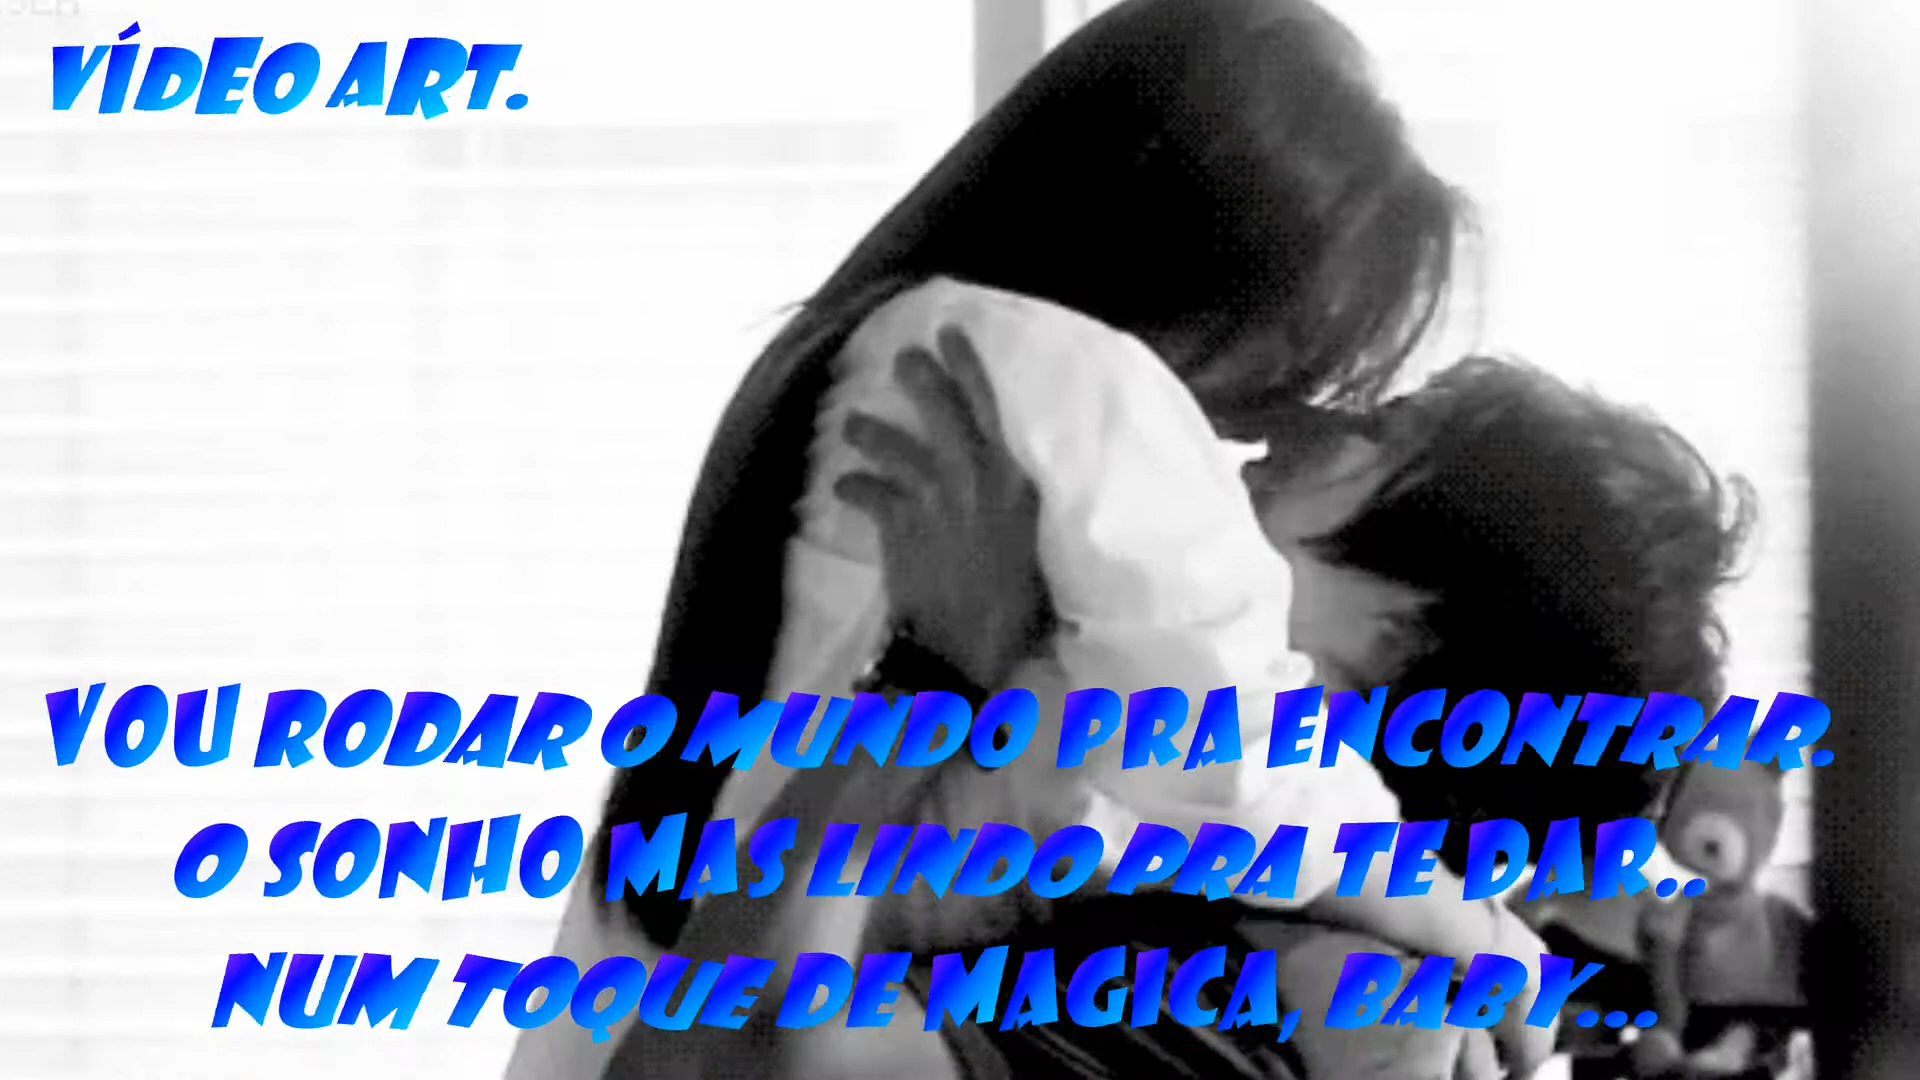 VÍDEO ART.
VOU RODAR O MUNDO PRA ENCONTRAR.
O SONHO MAS LINDO PRA TE DAR..
NUM TOQUE DE MAGICA, BABY...